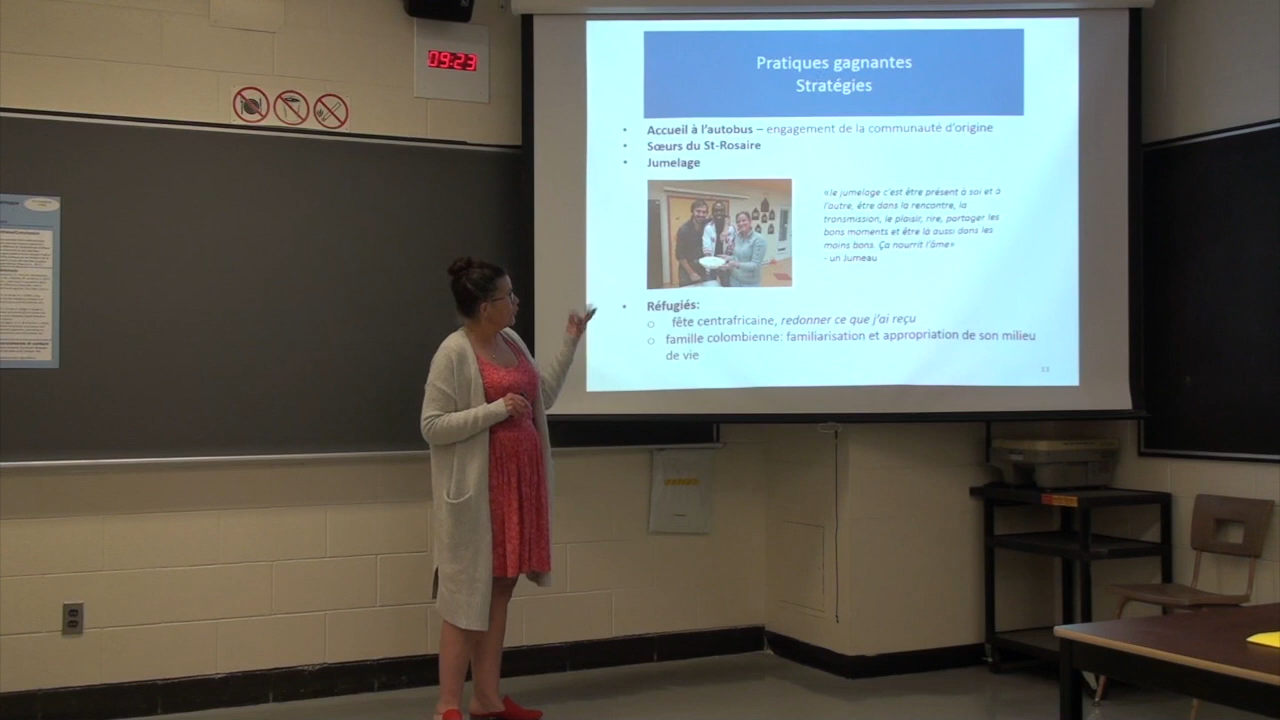 09:23
Pratiques gagnantes
Stratégies
• Accueil à l'autobus – engagement de la communauté d'origine
• Sœurs du St-Rosaire
• Jumelage
«le jumelage c'est être présent à soi et à
l'autre, être dans la rencontre, la
transmission, le plaisir, rire, partager les
bons moments et être là aussi dans les
moins bons. Ça nourrit l'âme»
- un Jumeau
• Réfugiés:
o fête centrafricaine, redonner ce que j'ai reçu
o famille colombienne: familiarisation et appropriation de son milieu
de vie